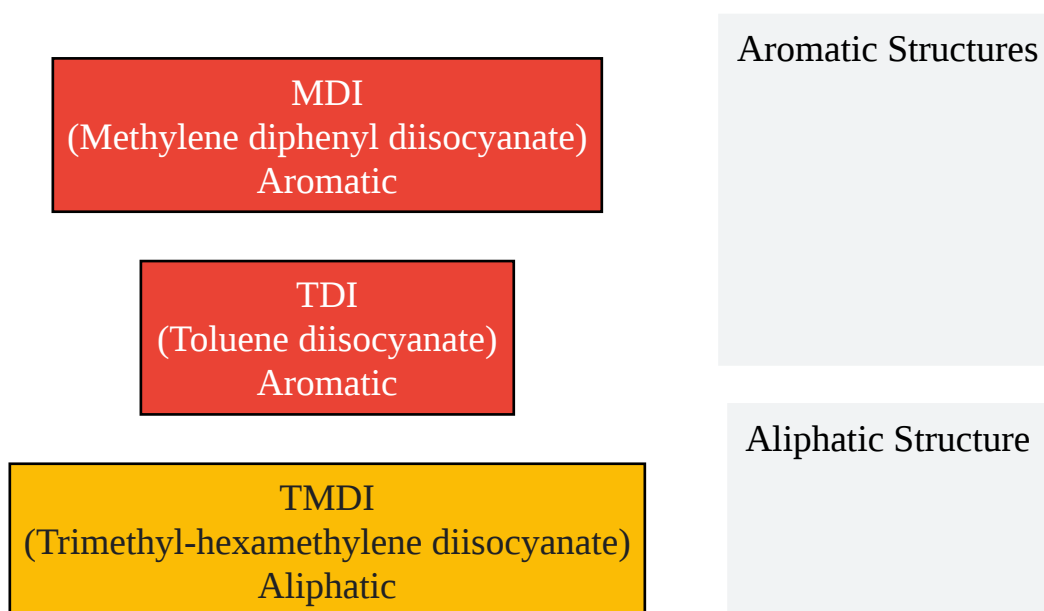 MDI
(Methylene diphenyl diisocyanate)
Aromatic
TDI
(Toluene diisocyanate)
Aromatic
TMDI
(Trimethyl-hexamethylene diisocyanate)
Aliphatic
Aromatic Structures
Aliphatic Structure